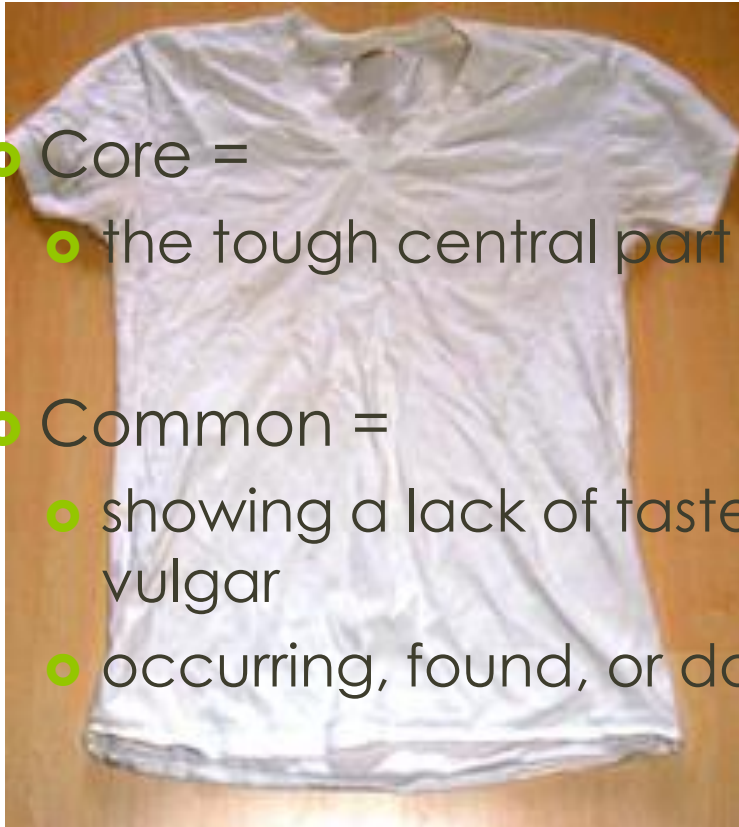 Core =
the tough central part
Common =
showing a lack of taste
vulgar
occurring, found, or